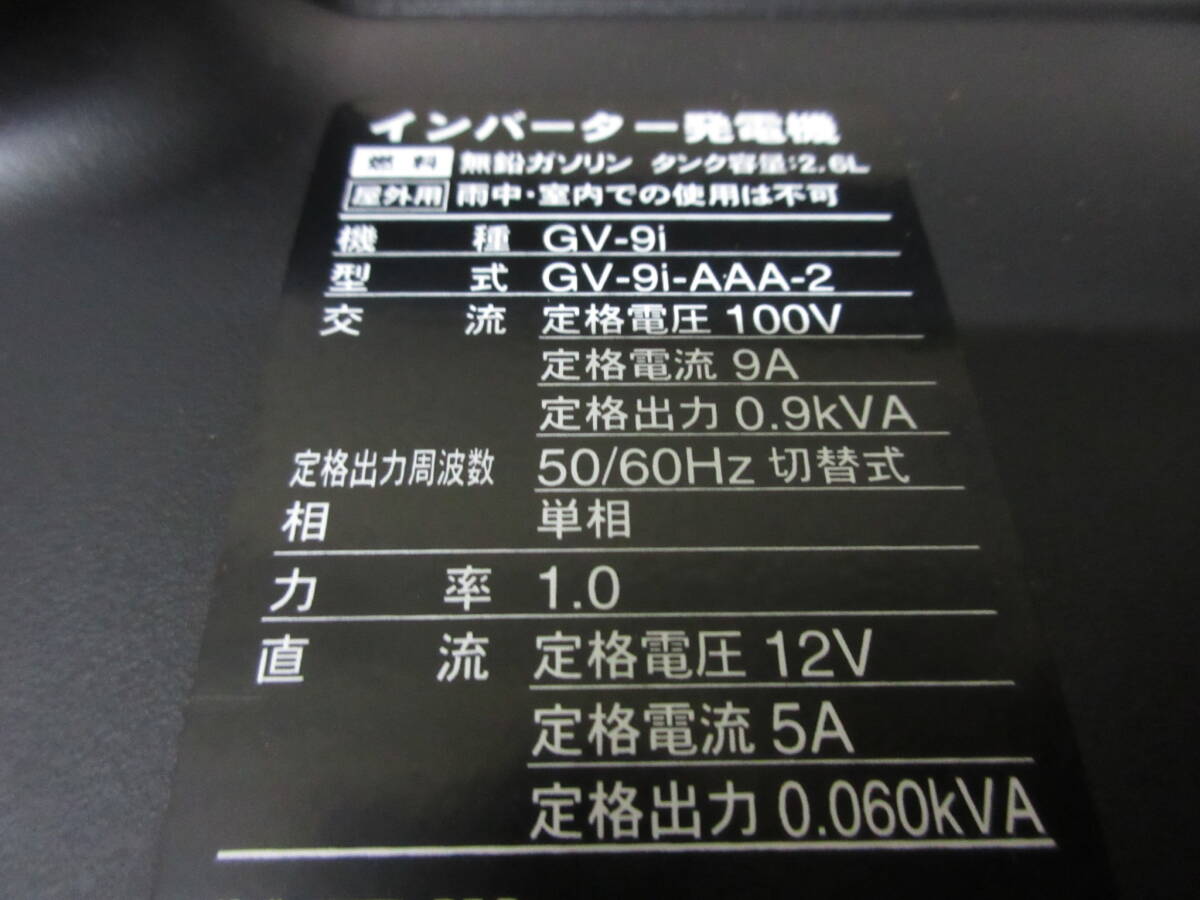 インバーター発電機
燃料 無鉛ガソリン タンク容量:2.6L
屋外用 雨中・室内での使用は不可
機種 GV-9i
型式 GV-9i-AAA-2
交流 定格電圧 100V
定格電流 9A
定格出力 0.9kVA
定格出力周波数 50/60Hz 切替式
相 単相
力率 1.0
直流 定格電圧 12V
定格電流 5A
定格出力 0.060kVA